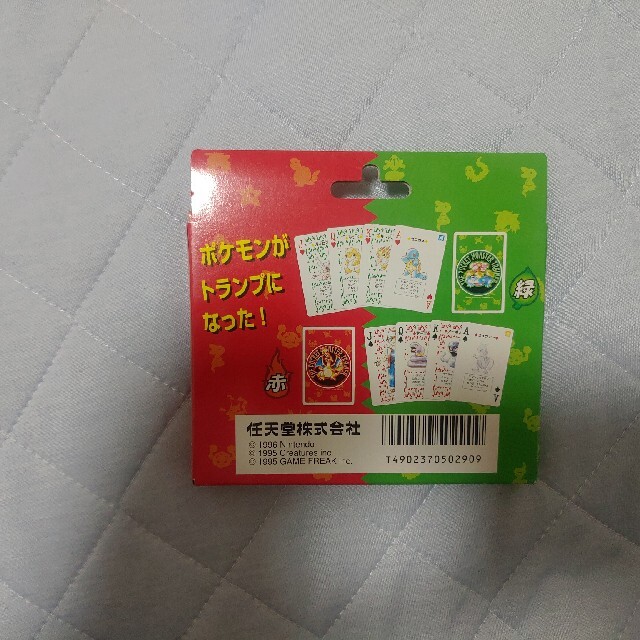 ポケモンが
トランプに
なった！
緑
赤
J
Q
K
A
任天堂株式会社
© 1996 Nintendo
© 1995 Creatures inc.
© 1995 GAME FREAK inc.
T4902370502909